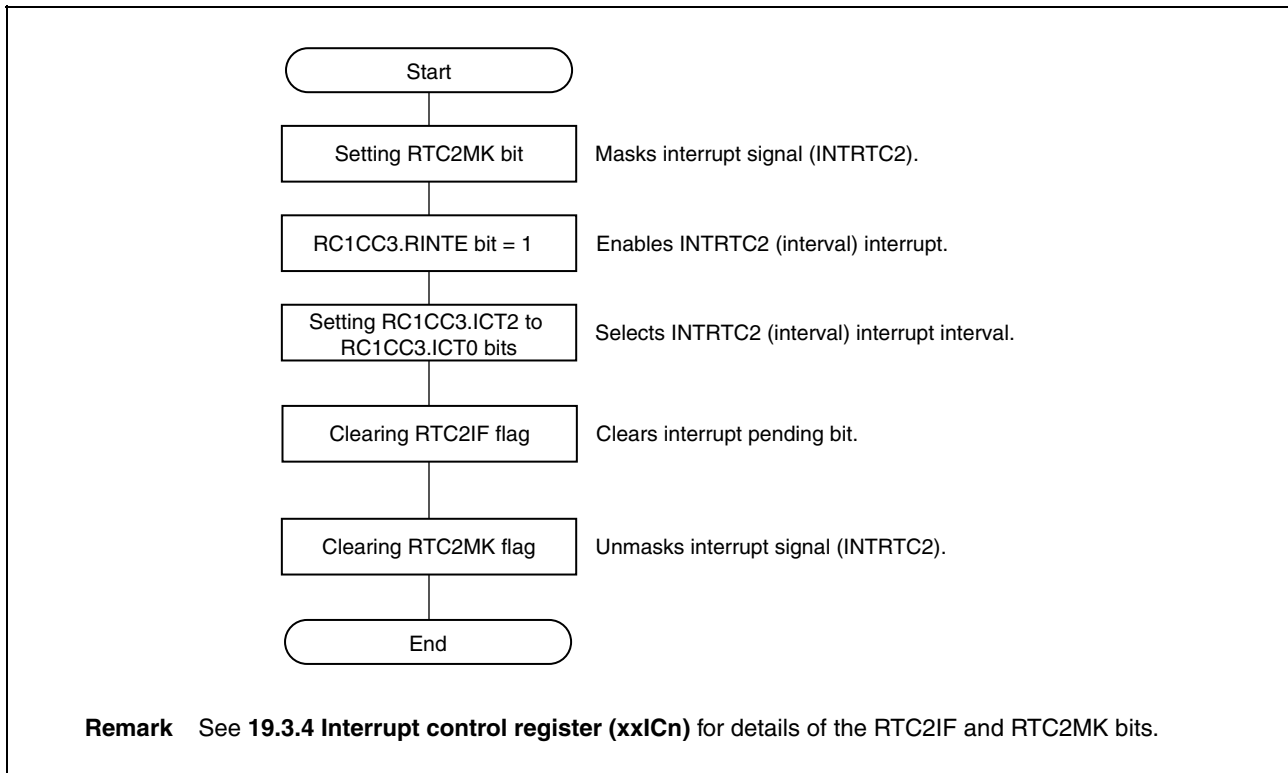 Start
Setting RTC2MK bit
Masks interrupt signal (INTRTC2).
RC1CC3.RINTE bit = 1
Enables INTRTC2 (interval) interrupt.
Setting RC1CC3.ICT2 to
RC1CC3.ICT0 bits
Selects INTRTC2 (interval) interrupt interval.
Clearing RTC2IF flag
Clears interrupt pending bit.
Clearing RTC2MK flag
Unmasks interrupt signal (INTRTC2).
End
Remark See 19.3.4 Interrupt control register (xxICn) for details of the RTC2IF and RTC2MK bits.